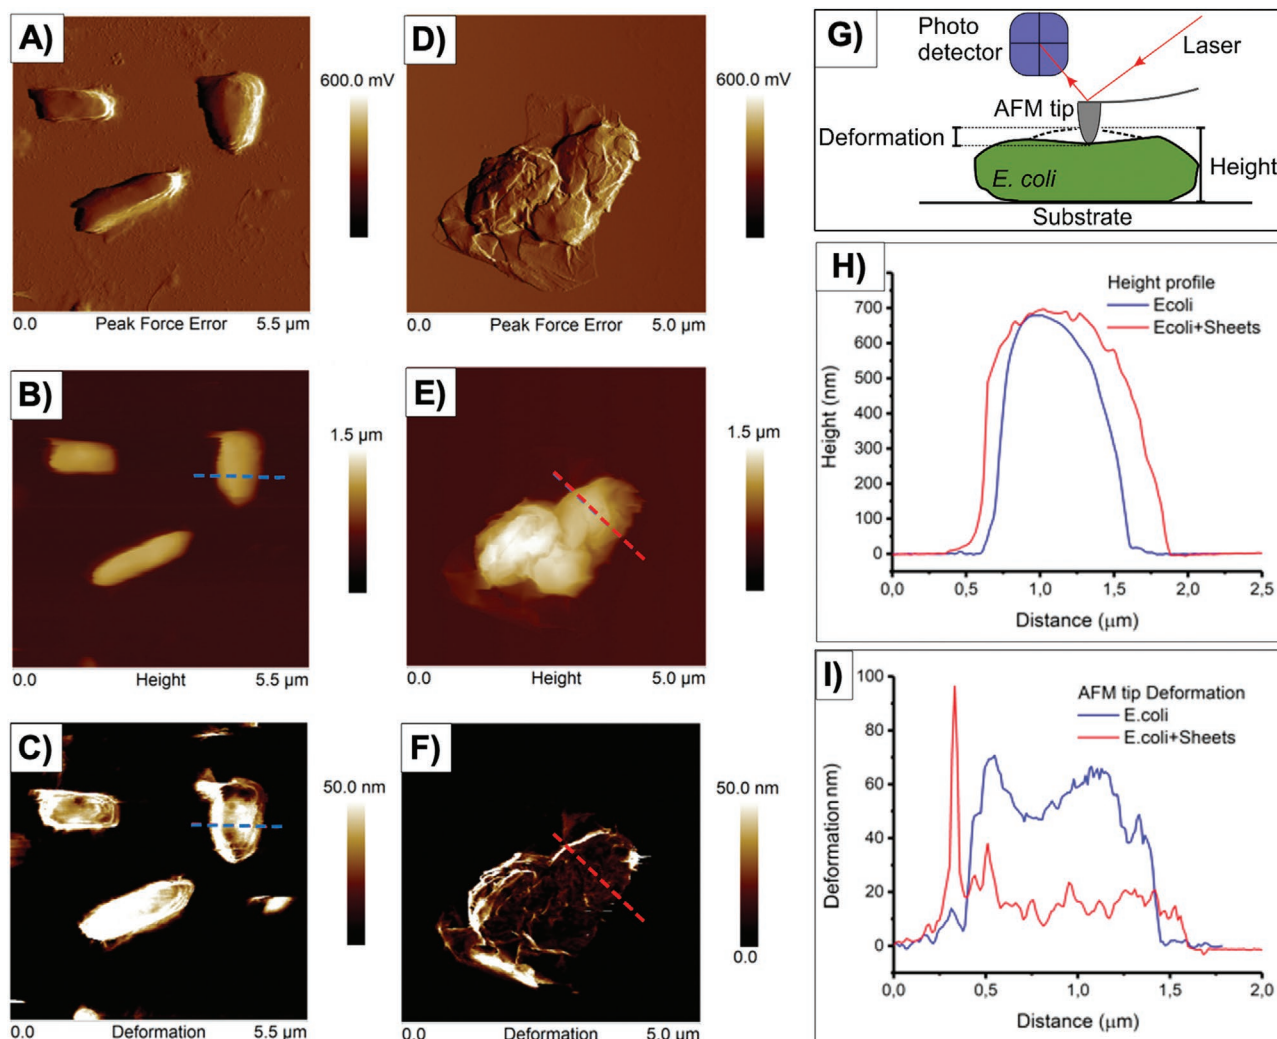 A)
600.0 mV
0.0 Peak Force Error 5.5 µm
B)
1.5 µm
0.0 Height 5.5 µm
C)
50.0 nm
0.0 Deformation 5.5 µm
D)
600.0 mV
0.0 Peak Force Error 5.0 µm
E)
1.5 µm
0.0 Height 5.0 µm
F)
50.0 nm
0.0
0.0 Deformation 5.0 µm
G)
Photo
detector
Laser
AFM tip
Deformation
Height
E. coli
Substrate
H)
Height profile
Ecoli
Ecoli+Sheets
Height (nm)
700
600
500
400
300
200
100
0
0,0 0,5 1,0 1,5 2,0 2,5
Distance (µm)
I)
AFM tip Deformation
E.coli
E.coli+Sheets
Deformation nm
100
80
60
40
20
0
0,0 0,5 1,0 1,5 2,0
Distance (µm)